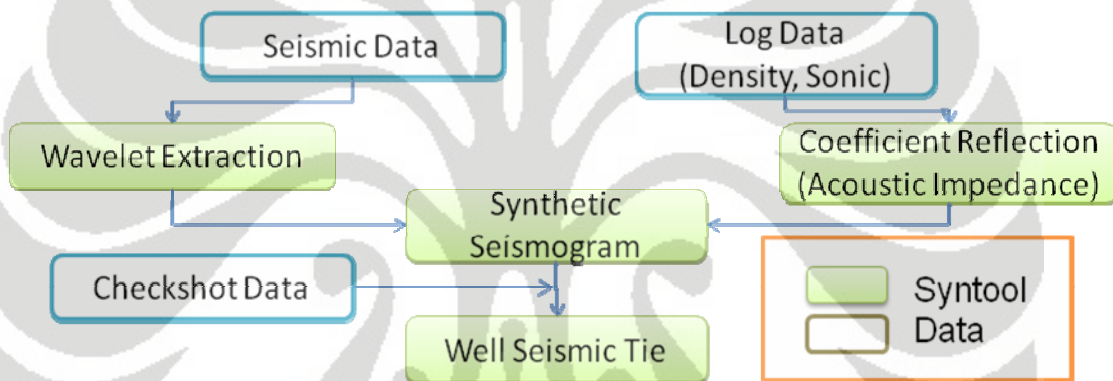 Seismic Data
Log Data
(Density, Sonic)
Wavelet Extraction
Coefficient Reflection
(Acoustic Impedance)
Synthetic
Seismogram
Checkshot Data
Well Seismic Tie
Syntool
Data